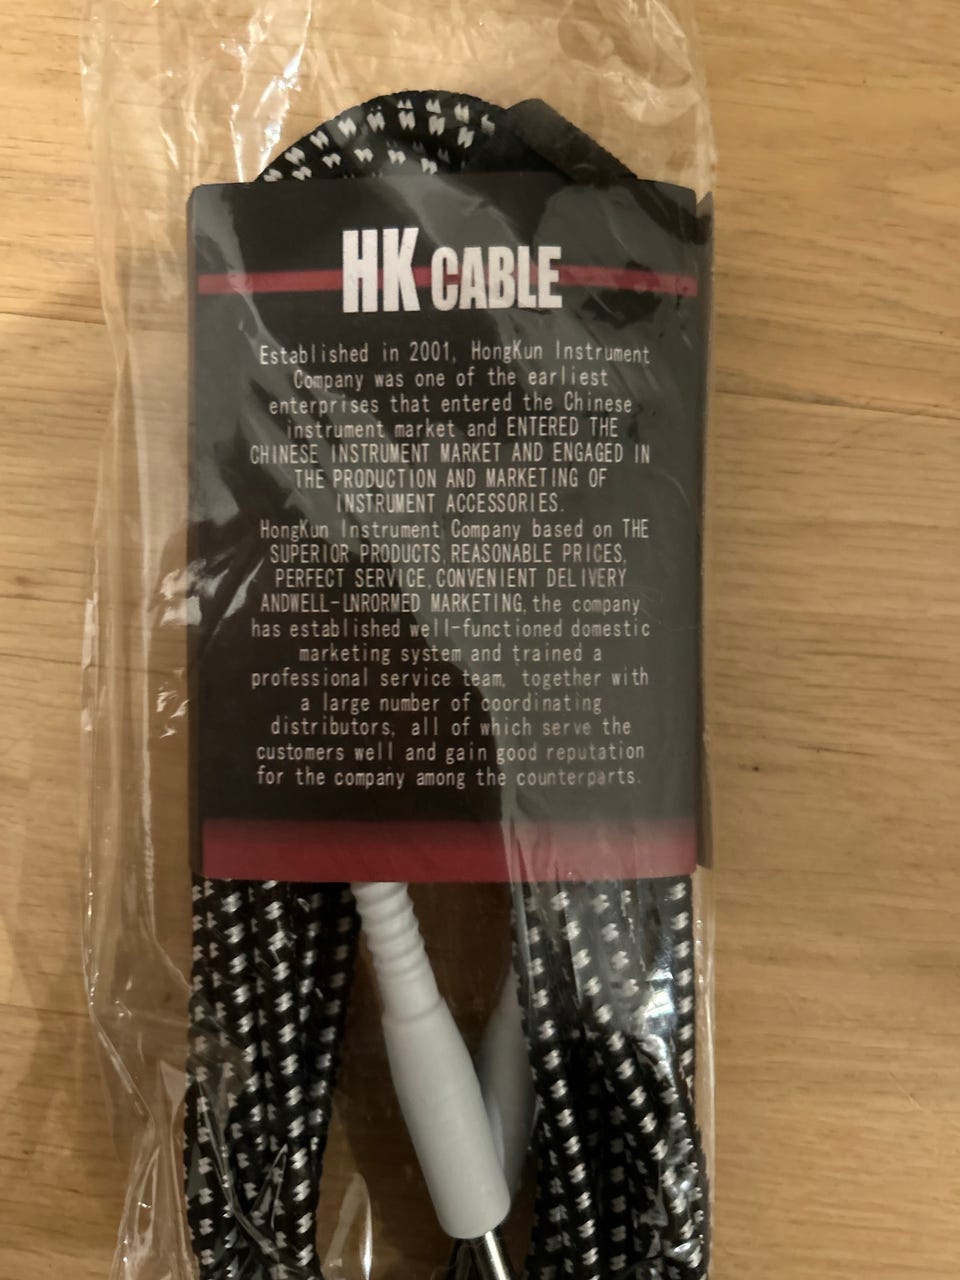 HK CABLE
Established in 2001, HongKun Instrument
Company was one of the earliest
enterprises that entered the Chinese
instrument market and ENTERED THE
CHINESE INSTRUMENT MARKET AND ENGAGED IN
THE PRODUCTION AND MARKETING OF
INSTRUMENT ACCESSORIES.
HongKun Instrument Company based on THE
SUPERIOR PRODUCTS,REASONABLE PRICES,
PERFECT SERVICE,CONVENIENT DELIVERY
ANDWELL-LNRORMED MARKETING,the company
has established well-functioned domestic
marketing system and trained a
professional service team, together with
a large number of coordinating
distributors, all of which serve the
customers well and gain good reputation
for the company among the counterparts.